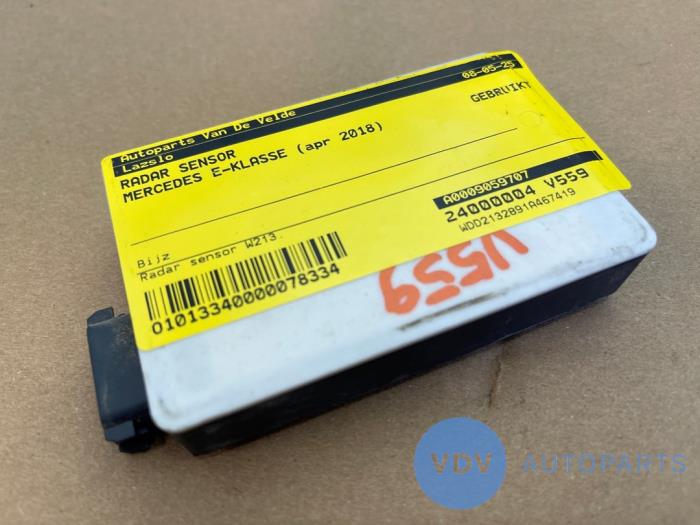 Autoparts Van De Velde
08-05-25
Lazslo
RADAR SENSOR
GEBRUIKT
MERCEDES E-KLASSE (apr 2018)
A0009059707
24000004 V559
WDD2132891A467419
Bijz
Radar sensor W213.
01013340000078334
V559
VDV AUTOPARTS